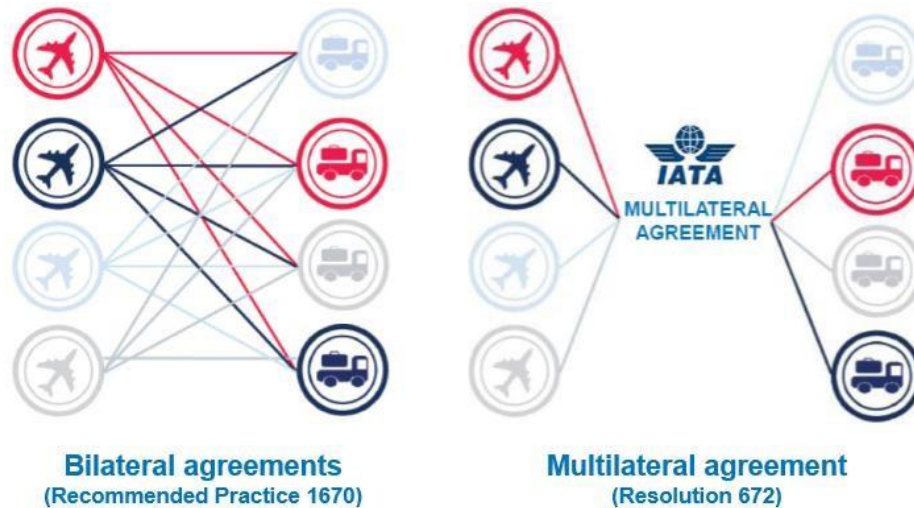 IATA
MULTILATERAL
AGREEMENT
Bilateral agreements
(Recommended Practice 1670)
Multilateral agreement
(Resolution 672)